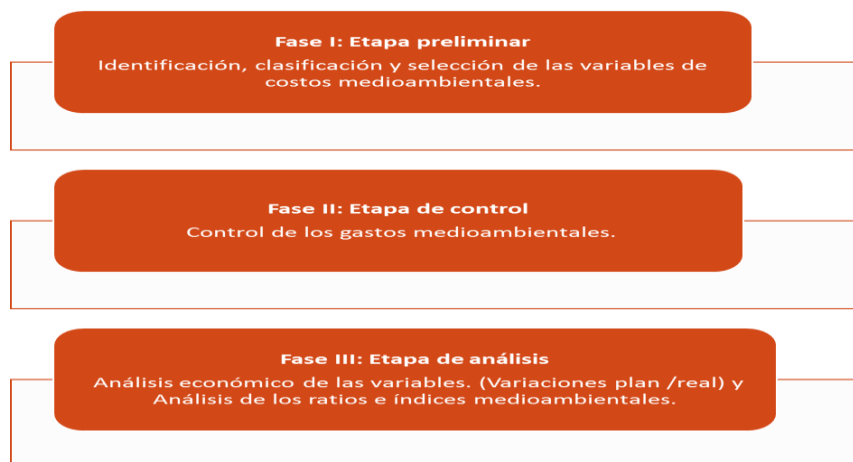 Fase I: Etapa preliminar
Identificación, clasificación y selección de las variables de
costos medioambientales.
Fase II: Etapa de control
Control de los gastos medioambientales.
Fase III: Etapa de análisis
Análisis económico de las variables. (Variaciones plan /real) y
Análisis de los ratios e índices medioambientales.